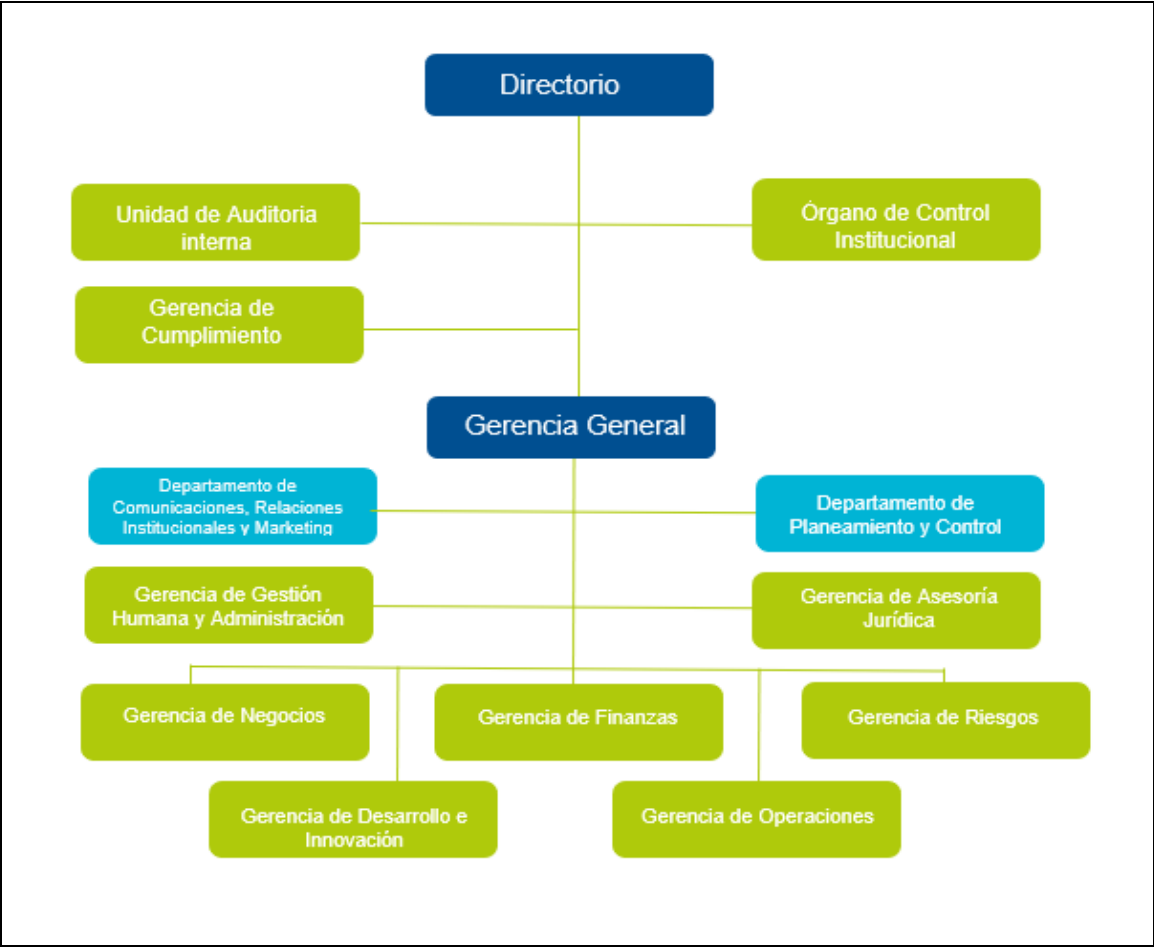 Directorio
Unidad de Auditoria
interna
Órgano de Control
Institucional
Gerencia de
Cumplimiento
Gerencia General
Departamento de
Comunicaciones, Relaciones
Institucionales y Marketing
Departamento de
Planeamiento y Control
Gerencia de Gestión
Humana y Administración
Gerencia de Asesoría
Jurídica
Gerencia de Negocios
Gerencia de Finanzas
Gerencia de Riesgos
Gerencia de Desarrollo e
Innovación
Gerencia de Operaciones